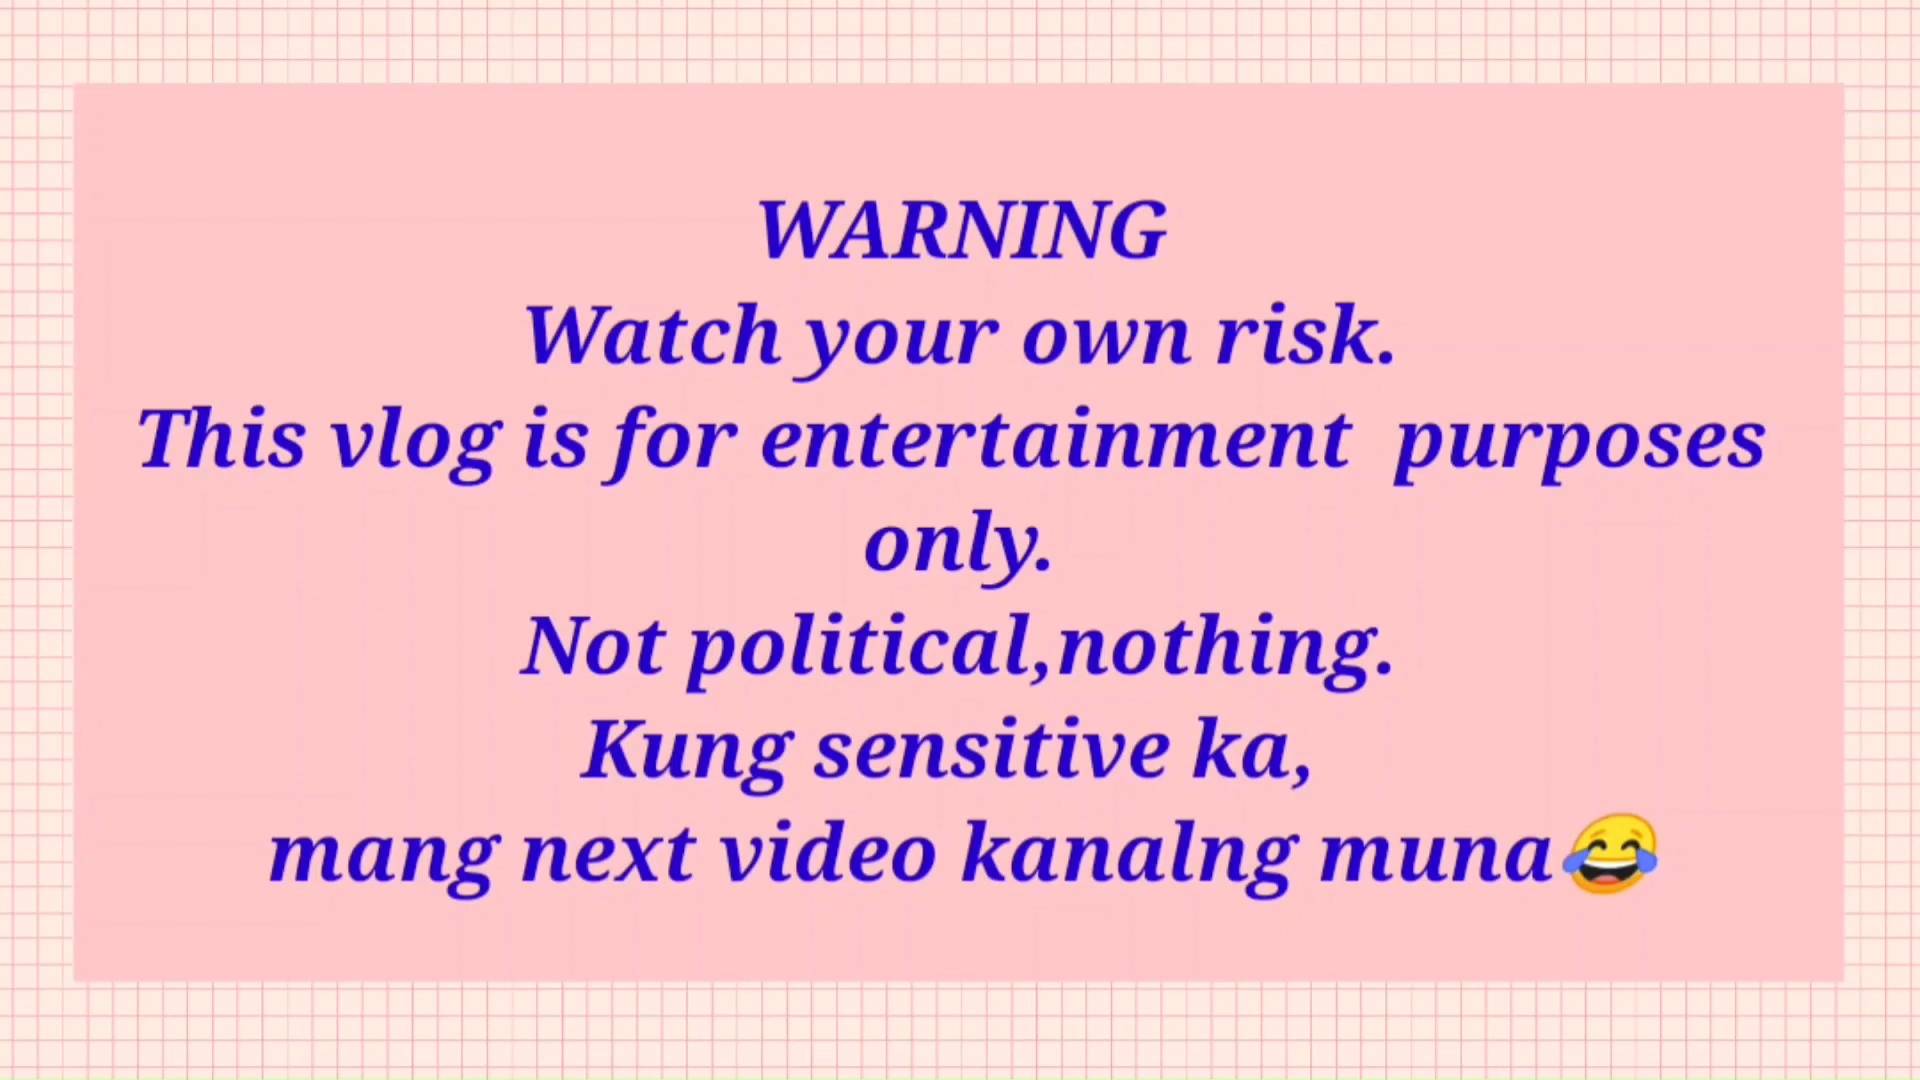 WARNING
Watch your own risk.
This vlog is for entertainment  purposes
only.
Not political,nothing.
Kung sensitive ka,
mang next video kanalng muna😂